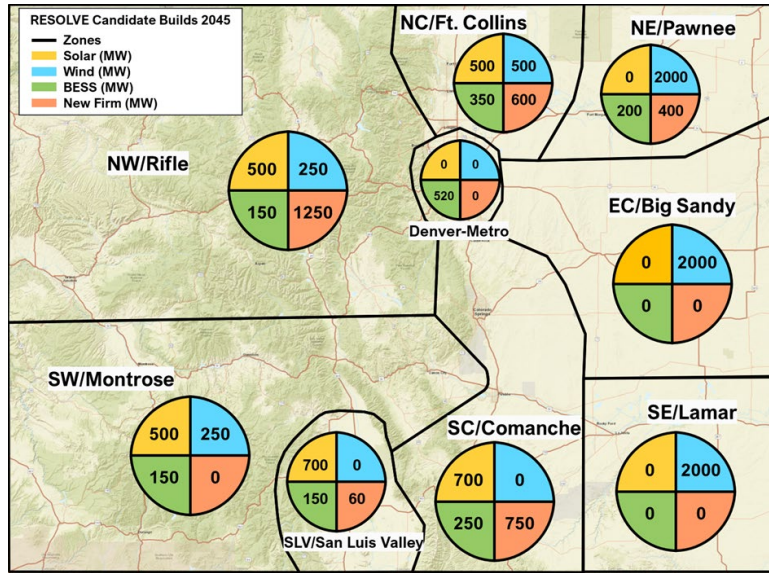 RESOLVE Candidate Builds 2045
Zones
Solar (MW)
Wind (MW)
BESS (MW)
New Firm (MW)
NC/Ft. Collins
500 500
350 600
NE/Pawnee
0 2000
200 400
NW/Rifle
500 250
150 1250
0 0
520 0
Denver-Metro
EC/Big Sandy
0 2000
0 0
SW/Montrose
500 250
150 0
700 0
150 60
SLV/San Luis Valley
SC/Comanche
700 0
250 750
SE/Lamar
0 2000
0 0